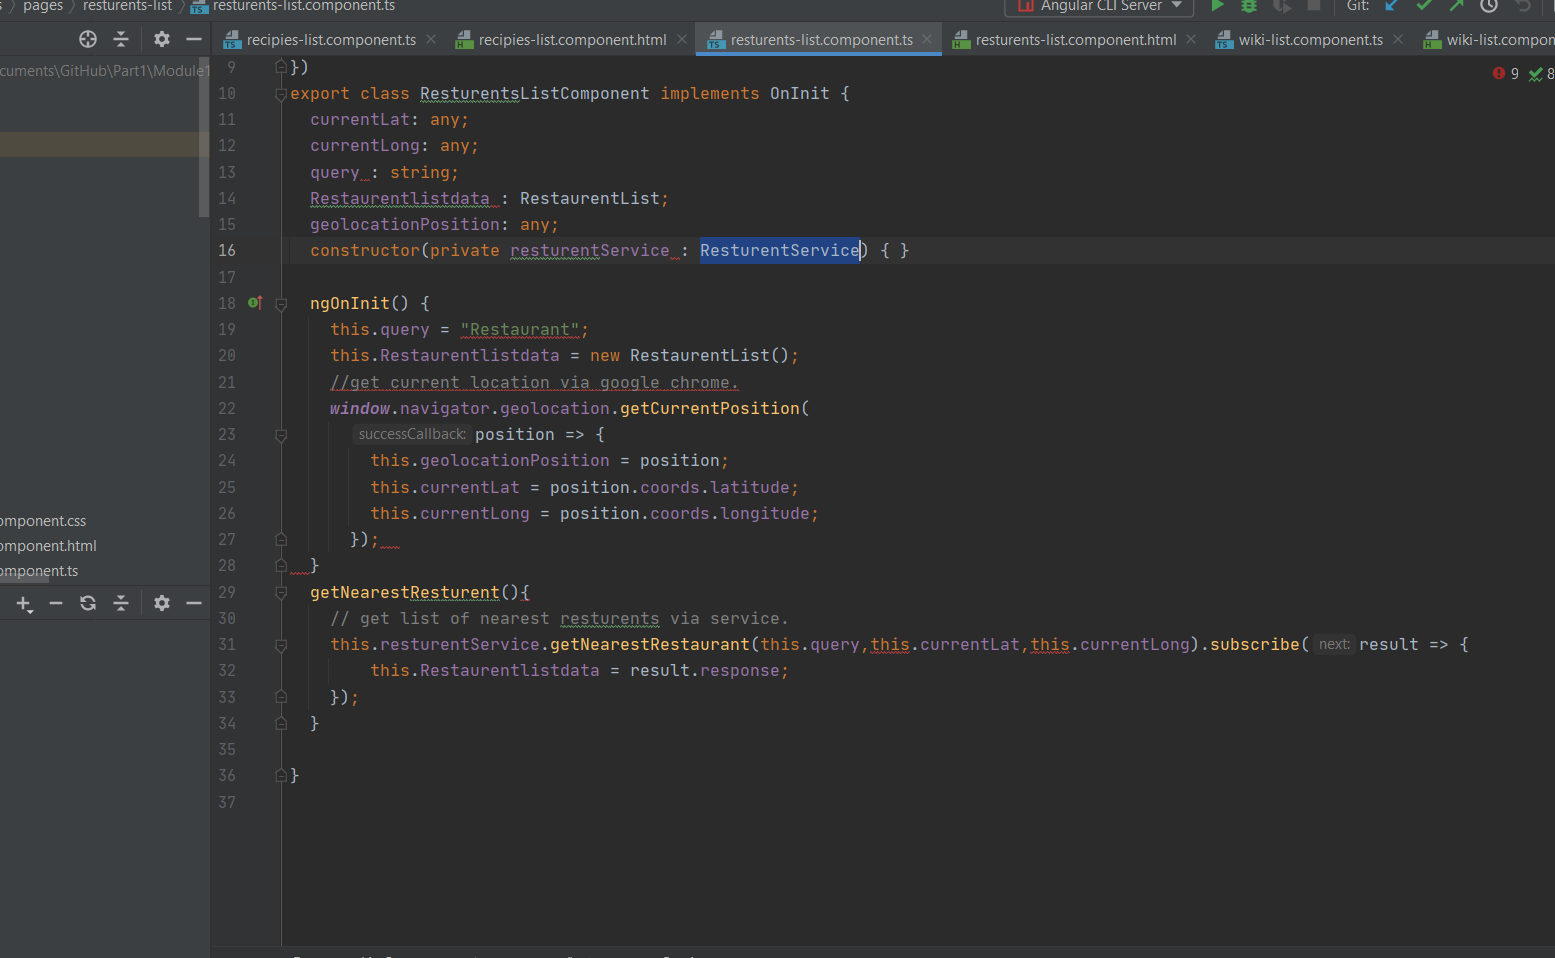 pages resturents-list resturents-list.component.ts Angular CLI Server Git:
recipies-list.component.ts recipies-list.component.html resturents-list.component.ts resturents-list.component.html wiki-list.component.ts wiki-list.compon
cuments\GitHub\Part1\Module1
9 8
9 })
10 export class ResturentsListComponent implements OnInit {
11 currentLat: any;
12 currentLong: any;
13 query : string;
14 Restaurentlistdata : RestaurentList;
15 geolocationPosition: any;
16 constructor(private resturentService : ResturentService) { }
17
18 ngOnInit() {
19 this.query = "Restaurant";
20 this.Restaurentlistdata = new RestaurentList();
21 //get current location via google chrome.
22 window.navigator.geolocation.getCurrentPosition(
23 successCallback: position => {
24 this.geolocationPosition = position;
25 this.currentLat = position.coords.latitude;
26 this.currentLong = position.coords.longitude;
27 });
28 }
29 getNearestResturent(){
30 // get list of nearest resturents via service.
31 this.resturentService.getNearestRestaurant(this.query,this.currentLat,this.currentLong).subscribe( next: result => {
32 this.Restaurentlistdata = result.response;
33 });
34 }
35
36 }
37
omponent.css
omponent.html
omponent.ts